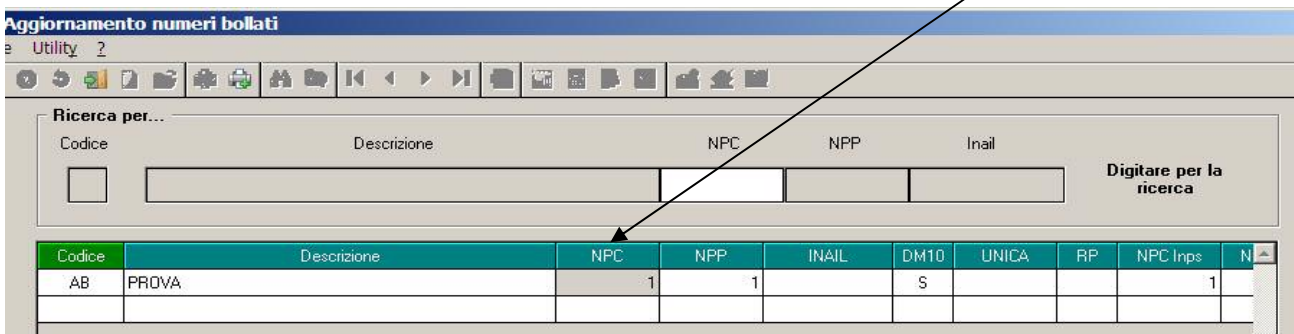 Aggiornamento numeri bollati
e Utility ?
Ricerca per...
Codice Descrizione NPC NPP Inail
Digitare per la
ricerca
Codice Descrizione NPC NPP INAIL DM10 UNICA RP NPC Inps N
AB PROVA 1 1 S 1